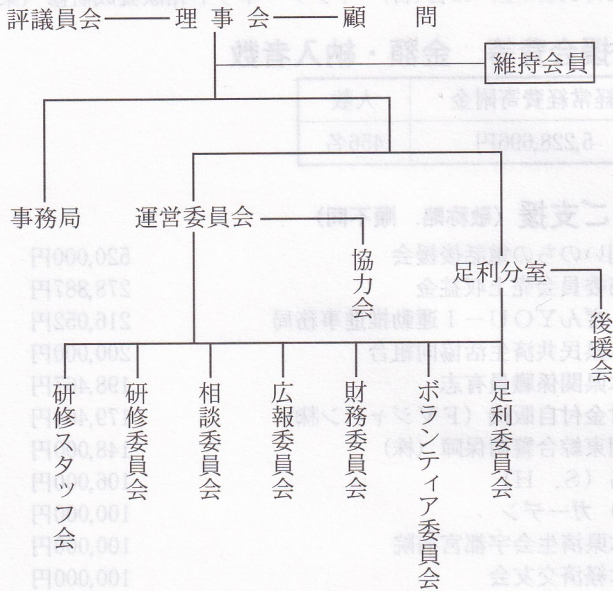 評議員会 理事会 顧問
維持会員
事務局
運営委員会
協力会
足利分室
後援会
研修スタッフ会
研修委員会
相談委員会
広報委員会
財務委員会
ボランティア委員会
足利委員会